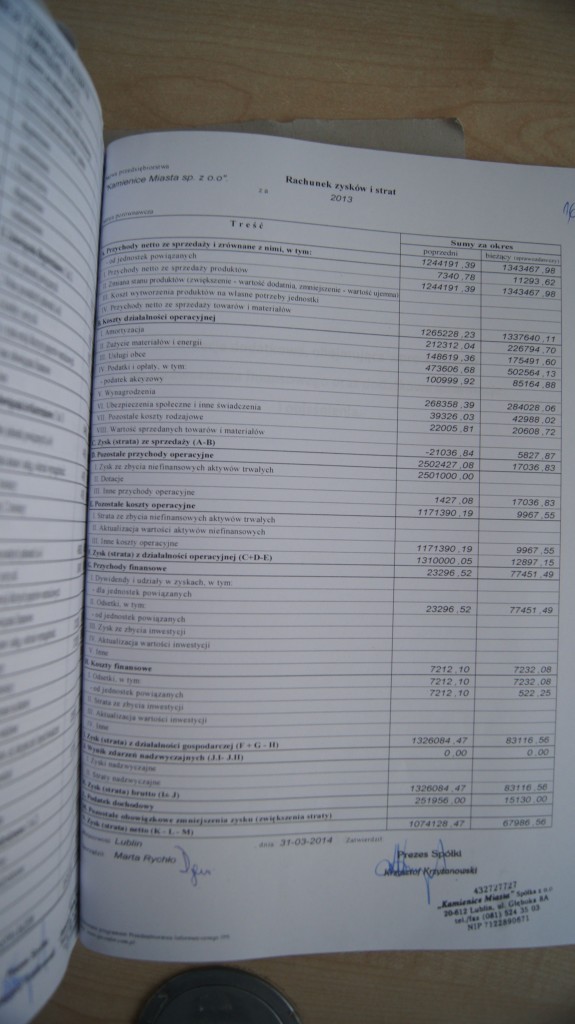 "Kamienice Miasta sp. z o.o".
Rachunek zysków i strat
za 2013
Treść Sumy za okres
poprzedni bieżący
A. Przychody netto ze sprzedaży i zrównane z nimi, w tym: 1244191,39 1343467,98
- od jednostek powiązanych 7340,78 11293,62
I. Przychody netto ze sprzedaży produktów 1244191,39 1343467,98
II. Zmiana stanu produktów (zwiększenie - wartość dodatnia, zmniejszenie - wartość ujemna)
III. Koszt wytworzenia produktów na własne potrzeby jednostki
IV. Przychody netto ze sprzedaży towarów i materiałów
B. Koszty działalności operacyjnej 1265228,23 1337640,11
I. Amortyzacja 212312,04 226794,70
II. Zużycie materiałów i energii 148619,36 175491,60
III. Usługi obce 473606,68 502564,13
IV. Podatki i opłaty, w tym: 100999,92 85164,88
- podatek akcyzowy
V. Wynagrodzenia 268358,39 284028,06
VI. Ubezpieczenia społeczne i inne świadczenia 39326,03 42988,02
VII. Pozostałe koszty rodzajowe 22005,81 20608,72
VIII. Wartość sprzedanych towarów i materiałów
C. Zysk (strata) ze sprzedaży (A-B) -21036,84 5827,87
D. Pozostałe przychody operacyjne 2502427,08 17036,83
I. Zysk ze zbycia niefinansowych aktywów trwałych 2501000,00
II. Dotacje
III. Inne przychody operacyjne 1427,08 17036,83
E. Pozostałe koszty operacyjne 1171390,19 9967,55
I. Strata ze zbycia niefinansowych aktywów trwałych
II. Aktualizacja wartości aktywów niefinansowych
III. Inne koszty operacyjne 1171390,19 9967,55
F. Zysk (strata) z działalności operacyjnej (C+D-E) 1310000,05 12897,15
G. Przychody finansowe 23296,52 77451,49
I. Dywidendy i udziały w zyskach, w tym:
- dla jednostek powiązanych
II. Odsetki, w tym: 23296,52 77451,49
- od jednostek powiązanych
III. Zysk ze zbycia inwestycji
IV. Aktualizacja wartości inwestycji
V. Inne
H. Koszty finansowe 7212,10 7232,08
I. Odsetki, w tym: 7212,10 7232,08
- od jednostek powiązanych 7212,10 522,25
II. Strata ze zbycia inwestycji
III. Aktualizacja wartości inwestycji
IV. Inne
I. Zysk (strata) z działalności gospodarczej (F + G - H) 1326084,47 83116,56
J. Wynik zdarzeń nadzwyczajnych (J.I- J.II) 0,00 0,00
I. Zyski nadzwyczajne
II. Straty nadzwyczajne
K. Zysk (strata) brutto (I± J) 1326084,47 83116,56
L. Podatek dochodowy 251956,00 15130,00
M. Pozostałe obowiązkowe zmniejszenia zysku (zwiększenia straty)
N. Zysk (strata) netto (K - L - M) 1074128,47 67986,56
Lublin , dnia 31-03-2014 Zatwierdził
Marta Rychlki Prezes Spółki
Krzysztof Krzyżanowski
432727727
„Kamienice Miasta" Spółka z o.o.
20-612 Lublin, ul. Głęboka 8A
tel./fax (081) 524 35 03
NIP 7122890671